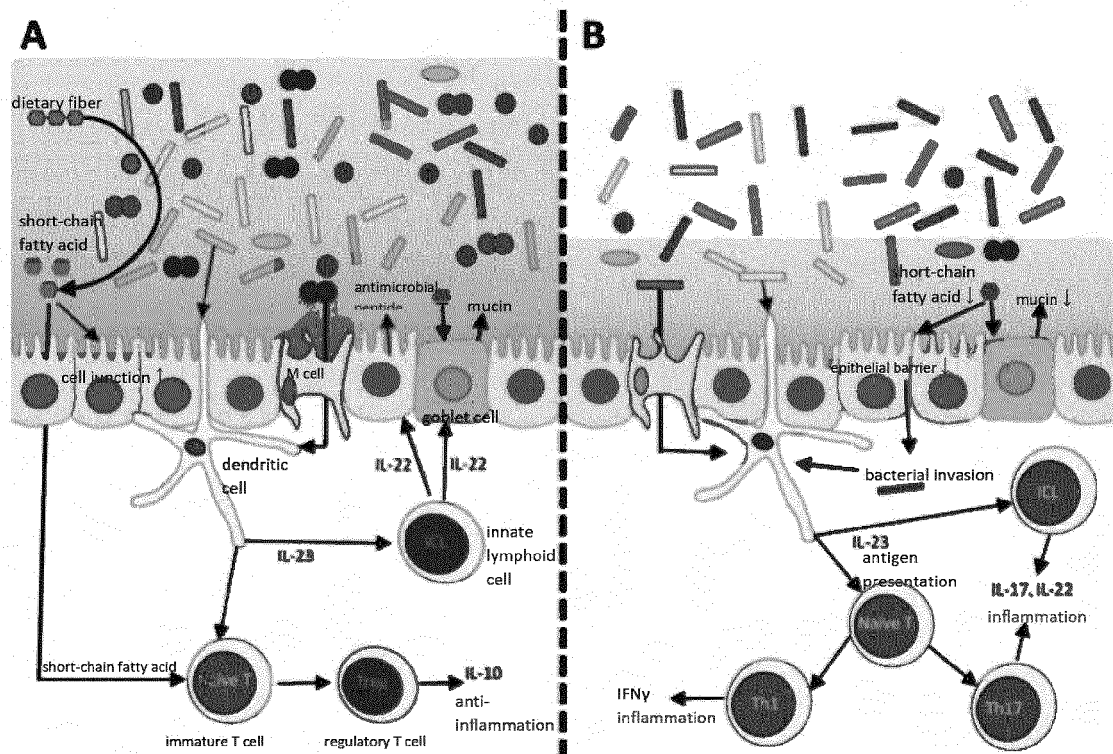 A
dietary fiber
short-chain
fatty acid
antimicrobial
peptide
mucin
cell junction ↑
M cell
goblet cell
dendritic
cell
IL-22
IL-22
innate
lymphoid
cell
IL-23
short-chain fatty acid
IL-10
anti-
inflammation
immature T cell
regulatory T cell
B
short-chain
fatty acid ↓
mucin ↓
epithelial barrier ↓
bacterial invasion
IL-23
antigen
presentation
Naive T
IL-17, IL-22
inflammation
IFNγ
inflammation
Th1
Th17